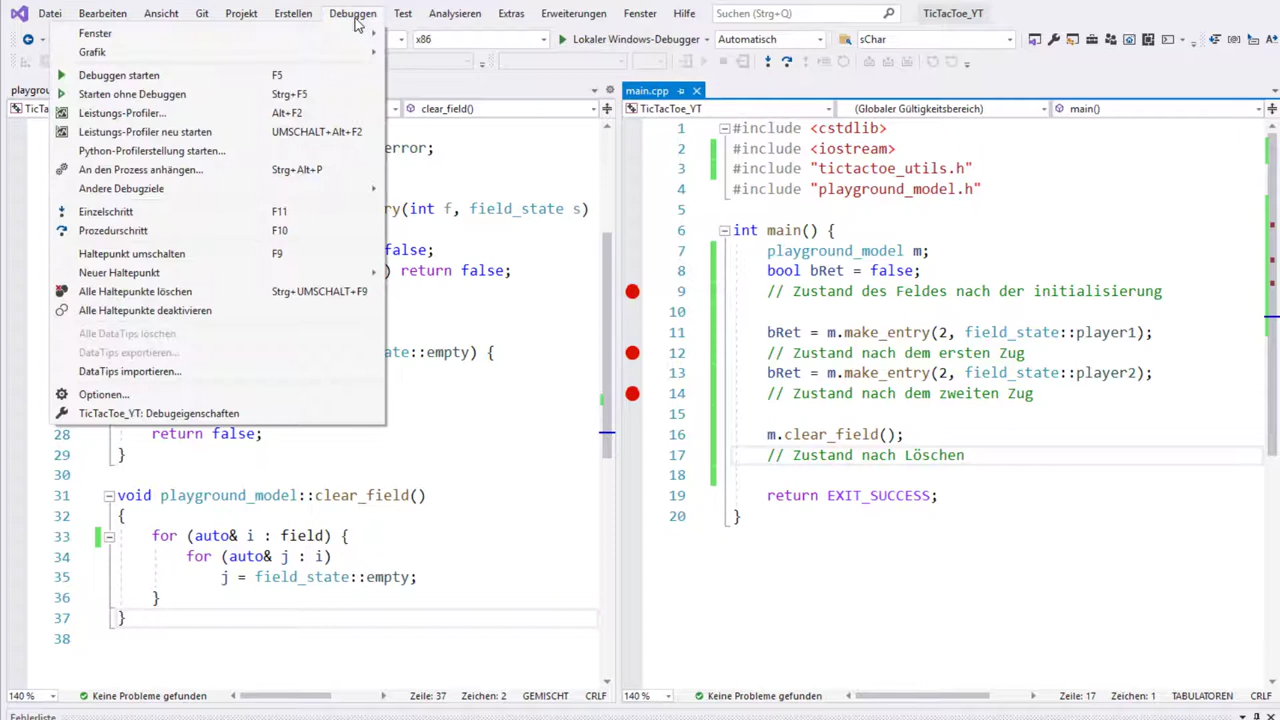 Datei Bearbeiten Ansicht Git Projekt Erstellen Debuggen Test Analysieren Extras Erweiterungen Fenster Hilfe Suchen (Strg+Q) TicTacToe_YT
x86 Lokaler Windows-Debugger Automatisch sChar
Fenster
Grafik
Debuggen starten F5
Starten ohne Debuggen Strg+F5
Leistungs-Profiler... Alt+F2
Leistungs-Profiler neu starten UMSCHALT+Alt+F2
Python-Profilerstellung starten...
An den Prozess anhängen... Strg+Alt+P
Andere Debugziele
Einzelschritt F11
Prozedurschritt F10
Haltepunkt umschalten F9
Neuer Haltepunkt
Alle Haltepunkte löschen Strg+UMSCHALT+F9
Alle Haltepunkte deaktivieren
Alle DataTips löschen
DataTips exportieren...
DataTips importieren...
Optionen...
TicTacToe_YT: Debugeigenschaften
clear_field()
error;
(int f, field_state s)
false;
) return false;
::empty) {
28 return false;
29 }
30
31 void playground_model::clear_field()
32 {
33 for (auto& i : field) {
34 for (auto& j : i)
35 j = field_state::empty;
36 }
37 }
38
140 % Keine Probleme gefunden Zeile: 37 Zeichen: 2 GEMISCHT CRLF
main.cpp
TicTacToe_YT (Globaler Gültigkeitsbereich) main()
1 #include <cstdlib>
2 #include <iostream>
3 #include "tictactoe_utils.h"
4 #include "playground_model.h"
5
6 int main() {
7 playground_model m;
8 bool bRet = false;
9 // Zustand des Feldes nach der initialisierung
10
11 bRet = m.make_entry(2, field_state::player1);
12 // Zustand nach dem ersten Zug
13 bRet = m.make_entry(2, field_state::player2);
14 // Zustand nach dem zweiten Zug
15
16 m.clear_field();
17 // Zustand nach Löschen
18
19 return EXIT_SUCCESS;
20 }
140 % Keine Probleme gefunden Zeile: 17 Zeichen: 1 TABULATOREN CRLF
Fehlerliste